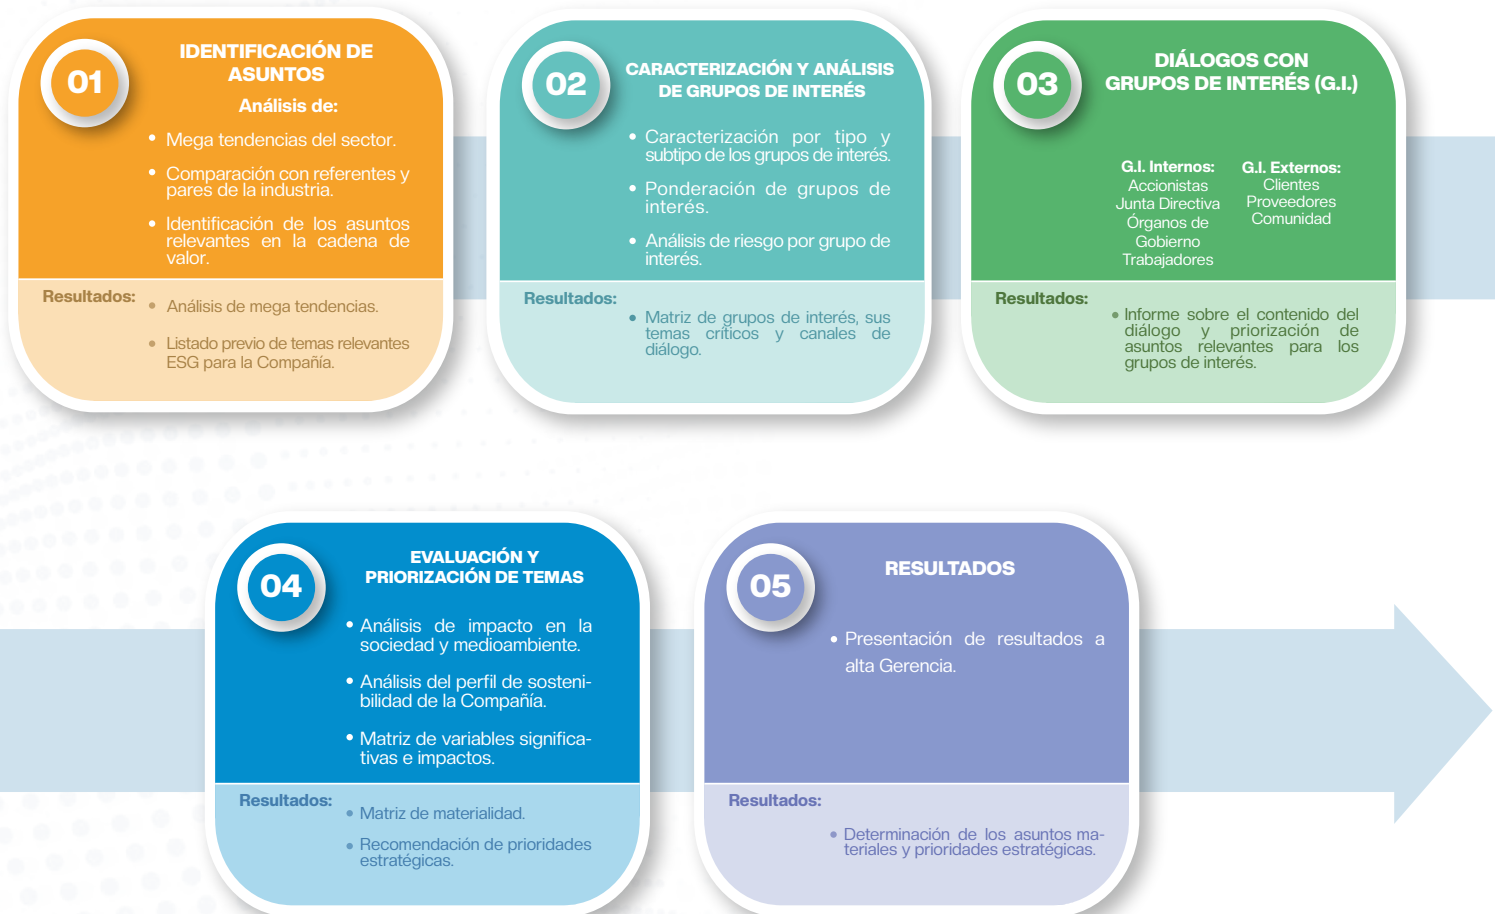 01
IDENTIFICACIÓN DE
ASUNTOS
Análisis de:
• Mega tendencias del sector.
• Comparación con referentes y
pares de la industria.
• Identificación de los asuntos
relevantes en la cadena de
valor.
Resultados:
• Análisis de mega tendencias.
• Listado previo de temas relevantes
ESG para la Compañía.
02
CARACTERIZACIÓN Y ANÁLISIS
DE GRUPOS DE INTERÉS
• Caracterización por tipo y
subtipo de los grupos de interés.
• Ponderación de grupos de
interés.
• Análisis de riesgo por grupo de
interés.
Resultados:
• Matriz de grupos de interés, sus
temas críticos y canales de
diálogo.
03
DIÁLOGOS CON
GRUPOS DE INTERÉS (G.I.)
G.I. Internos:
Accionistas
Junta Directiva
Órganos de
Gobierno
Trabajadores
G.I. Externos:
Clientes
Proveedores
Comunidad
Resultados:
• Informe sobre el contenido del
diálogo y priorización de
asuntos relevantes para los
grupos de interés.
04
EVALUACIÓN Y
PRIORIZACIÓN DE TEMAS
• Análisis de impacto en la
sociedad y medioambiente.
• Análisis del perfil de sosteni-
bilidad de la Compañía.
• Matriz de variables significa-
tivas e impactos.
Resultados:
• Matriz de materialidad.
• Recomendación de prioridades
estratégicas.
05
RESULTADOS
• Presentación de resultados a
alta Gerencia.
Resultados:
• Determinación de los asuntos ma-
teriales y prioridades estratégicas.